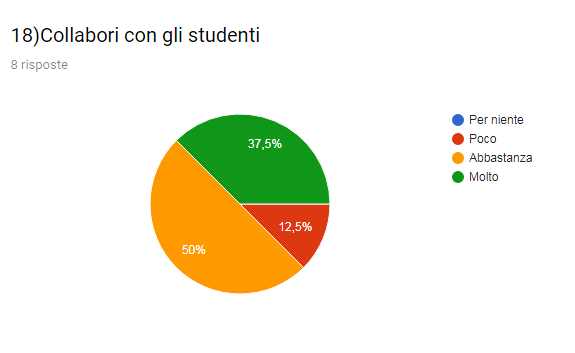 18)Collabori con gli studenti
8 risposte
37,5%
12,5%
50%
Per niente
Poco
Abbastanza
Molto